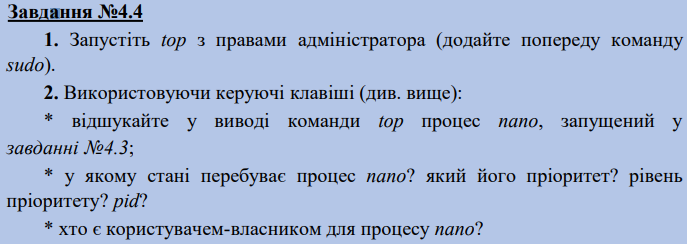 Завдання №4.4
1. Запустіть top з правами адміністратора (додайте попереду команду
sudo).
2. Використовуючи керуючі клавіші (див. вище):
* відшукайте у виводі команди top процес nano, запущений у
завданні №4.3;
* у якому стані перебуває процес nano? який його пріоритет? рівень
пріоритету? pid?
* хто є користувачем-власником для процесу nano?